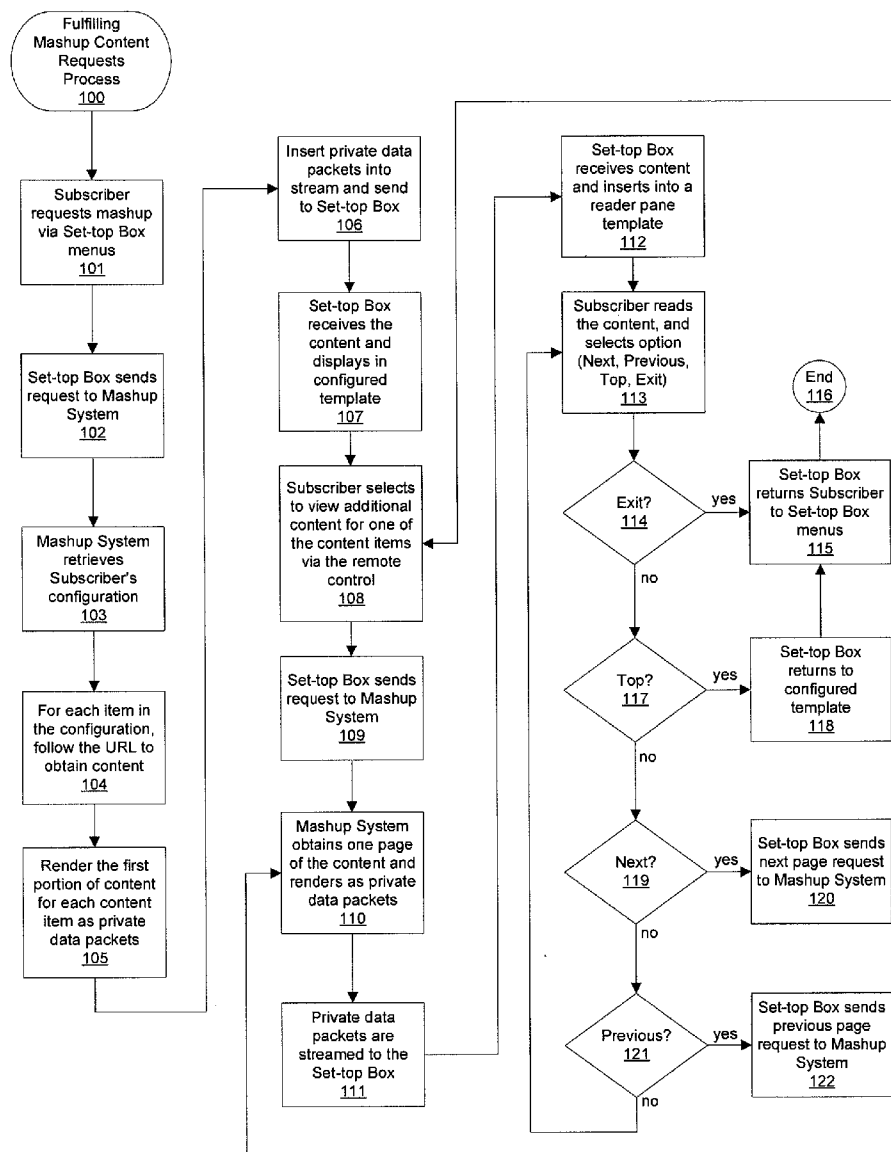 Fulfilling
Mashup Content
Requests
Process
100
Subscriber
requests mashup
via Set-top Box
menus
101
Set-top Box sends
request to Mashup
System
102
Mashup System
retrieves
Subscriber's
configuration
103
For each item in
the configuration,
follow the URL to
obtain content
104
Render the first
portion of content
for each content
item as private
data packets
105
Insert private data
packets into
stream and send
to Set-top Box
106
Set-top Box
receives the
content and
displays in
configured
template
107
Subscriber selects
to view additional
content for one of
the content items
via the remote
control
108
Set-top Box sends
request to Mashup
System
109
Mashup System
obtains one page
of the content and
renders as private
data packets
110
Private data
packets are
streamed to the
Set-top Box
111
Set-top Box
receives content
and inserts into a
reader pane
template
112
Subscriber reads
the content, and
selects option
(Next, Previous,
Top, Exit)
113
Exit?
114
yes
no
Set-top Box
returns Subscriber
to Set-top Box
menus
115
End
116
Top?
117
yes
no
Set-top Box
returns to
configured
template
118
Next?
119
yes
no
Set-top Box sends
next page request
to Mashup System
120
Previous?
121
yes
no
Set-top Box sends
previous page
request to Mashup
System
122